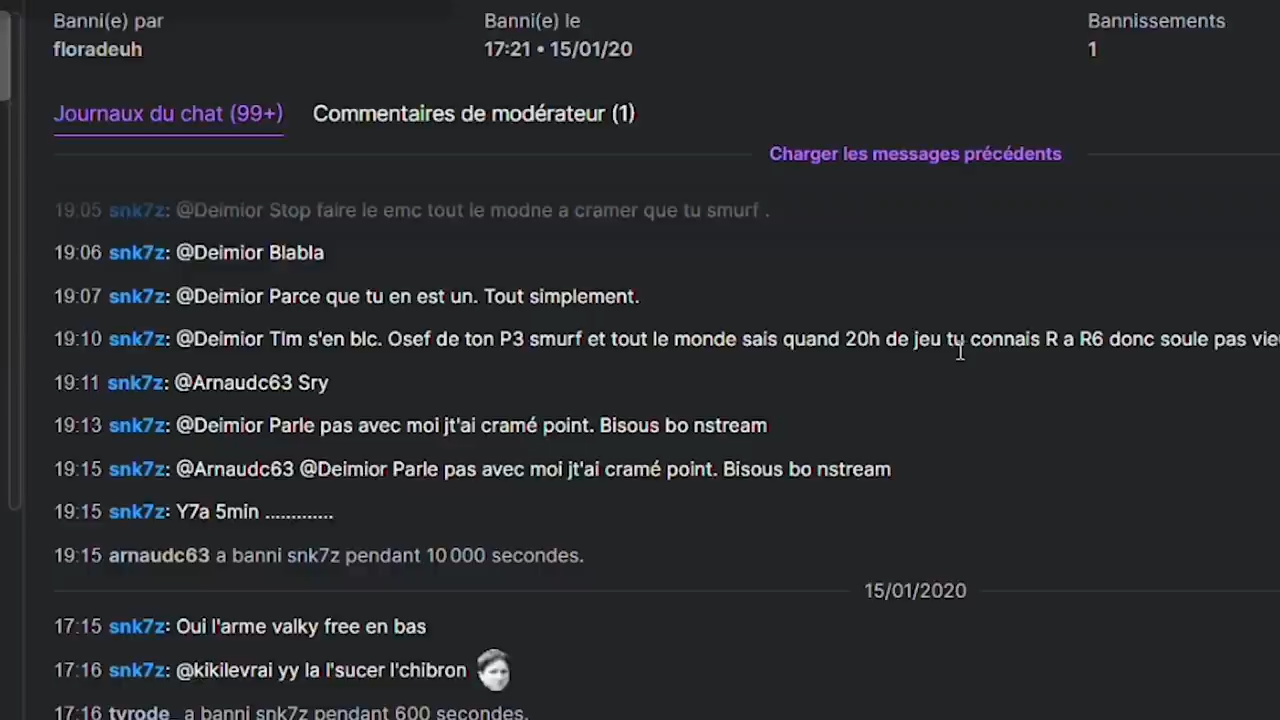 Banni(e) par Banni(e) le Bannissements
floradeuh 17:21 • 15/01/20 1
Journaux du chat (99+) Commentaires de modérateur (1)
Charger les messages précédents
19:05 snk7z: @Deimior Stop faire le emc tout le modne a cramer que tu smurf .
19:06 snk7z: @Deimior Blabla
19:07 snk7z: @Deimior Parce que tu en est un. Tout simplement.
19:10 snk7z: @Deimior Tlm s'en blc. Osef de ton P3 smurf et tout le monde sais quand 20h de jeu tu connais R a R6 donc soule pas
19:11 snk7z: @Arnaudc63 Sry
19:13 snk7z: @Deimior Parle pas avec moi jt'ai cramé point. Bisous bo nstream
19:15 snk7z: @Arnaudc63 @Deimior Parle pas avec moi jt'ai cramé point. Bisous bo nstream
19:15 snk7z: Y7a 5min .............
19:15 arnaudc63 a banni snk7z pendant 10 000 secondes.
15/01/2020
17:15 snk7z: Oui l'arme valky free en bas
17:16 snk7z: @kikilevrai yy la l'sucer l'chibron
17:16 tyrode_ a banni snk7z pendant 600 secondes.